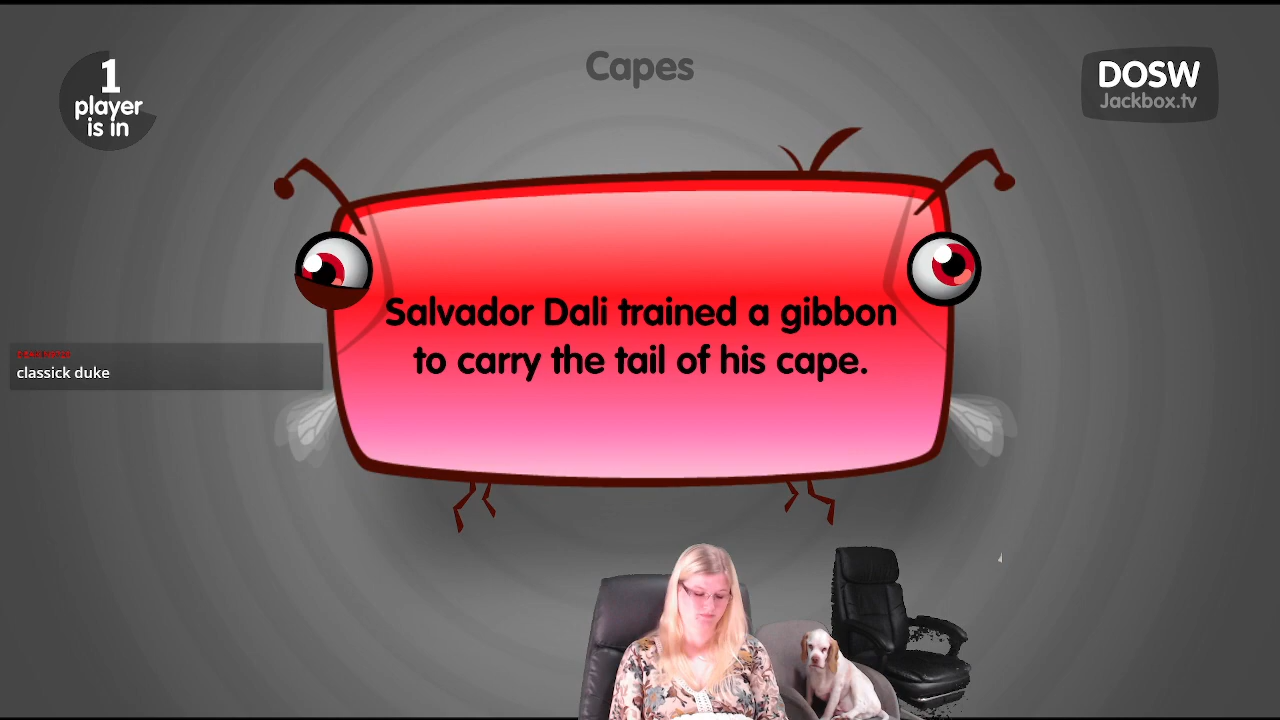 Capes
1
player
is in
DOSW
Jackbox.tv
Salvador Dali trained a gibbon
to carry the tail of his cape.
classick duke